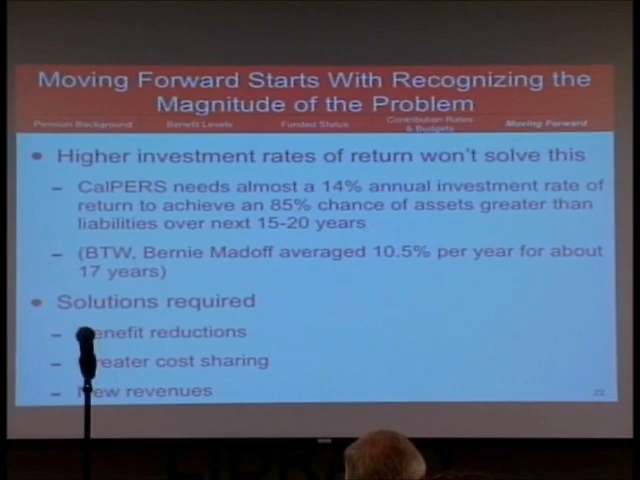 Moving Forward Starts With Recognizing the
Magnitude of the Problem
Pension Background
Benefit Levels
Funded Status
Contribution Rates
& Budgets
Moving Forward
• Higher investment rates of return won't solve this
– CalPERS needs almost a 14% annual investment rate of
return to achieve an 85% chance of assets greater than
liabilities over next 15-20 years
– (BTW, Bernie Madoff averaged 10.5% per year for about
17 years)
• Solutions required
– Benefit reductions
– Greater cost sharing
– New revenues
22